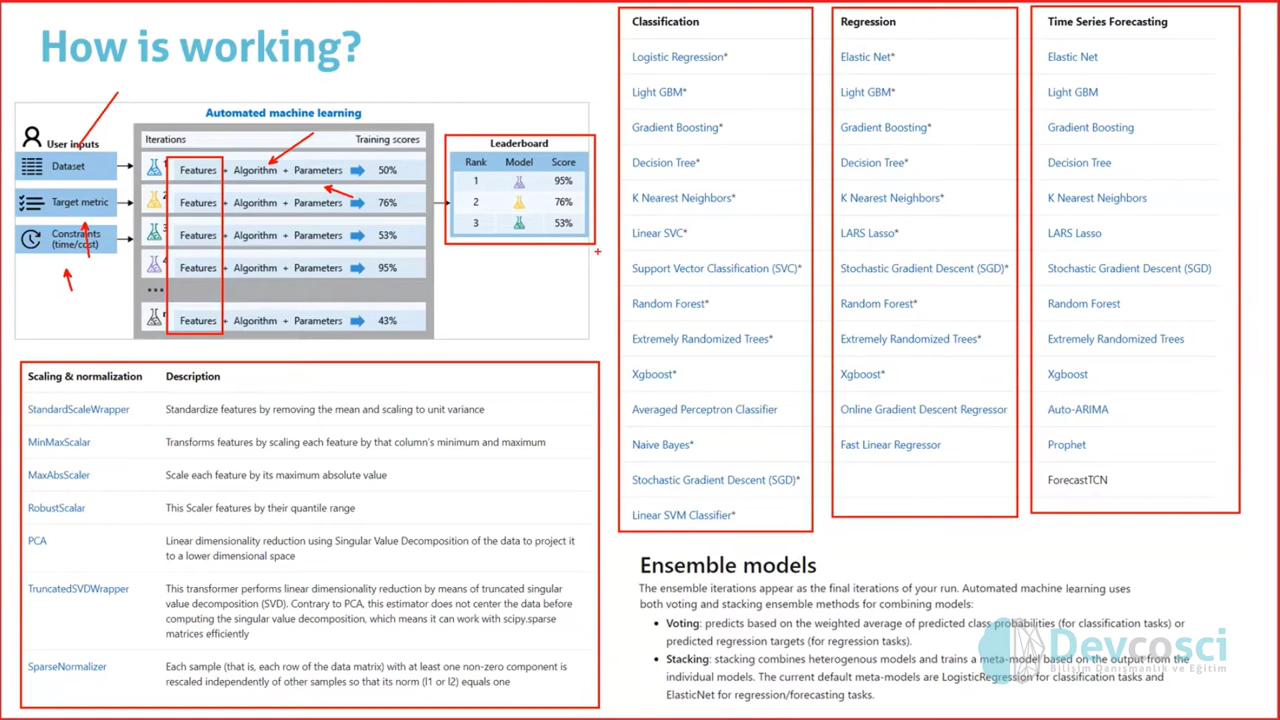 How is working?
Automated machine learning
User inputs
Dataset
Target metric
Constraints
(time/cost)
Iterations
Training scores
Features + Algorithm + Parameters 50%
2
Features + Algorithm + Parameters 76%
3
Features + Algorithm + Parameters 53%
4
Features + Algorithm + Parameters 95%
•••
Features + Algorithm + Parameters 43%
Leaderboard
Rank Model Score
1 95%
2 76%
3 53%
Scaling & normalization Description
StandardScaleWrapper Standardize features by removing the mean and scaling to unit variance
MinMaxScalar Transforms features by scaling each feature by that column's minimum and maximum
MaxAbsScaler Scale each feature by its maximum absolute value
RobustScalar This Scaler features by their quantile range
PCA Linear dimensionality reduction using Singular Value Decomposition of the data to project it
to a lower dimensional space
TruncatedSVDWrapper This transformer performs linear dimensionality reduction by means of truncated singular
value decomposition (SVD). Contrary to PCA, this estimator does not center the data before
computing the singular value decomposition, which means it can work with scipy.sparse
matrices efficiently
SparseNormalizer Each sample (that is, each row of the data matrix) with at least one non-zero component is
rescaled independently of other samples so that its norm (l1 or l2) equals one
Classification
Logistic Regression*
Light GBM*
Gradient Boosting*
Decision Tree*
K Nearest Neighbors*
Linear SVC*
Support Vector Classification (SVC)*
Random Forest*
Extremely Randomized Trees*
Xgboost*
Averaged Perceptron Classifier
Naive Bayes*
Stochastic Gradient Descent (SGD)*
Linear SVM Classifier*
Regression
Elastic Net*
Light GBM*
Gradient Boosting*
Decision Tree*
K Nearest Neighbors*
LARS Lasso*
Stochastic Gradient Descent (SGD)*
Random Forest*
Extremely Randomized Trees*
Xgboost*
Online Gradient Descent Regressor
Fast Linear Regressor
Time Series Forecasting
Elastic Net
Light GBM
Gradient Boosting
Decision Tree
K Nearest Neighbors
LARS Lasso
Stochastic Gradient Descent (SGD)
Random Forest
Extremely Randomized Trees
Xgboost
Auto-ARIMA
Prophet
ForecastTCN
Ensemble models
The ensemble iterations appear as the final iterations of your run. Automated machine learning uses
both voting and stacking ensemble methods for combining models:
• Voting: predicts based on the weighted average of predicted class probabilities (for classification tasks) or
predicted regression targets (for regression tasks).
• Stacking: stacking combines heterogenous models and trains a meta-model based on the output from the
individual models. The current default meta-models are LogisticRegression for classification tasks and
ElasticNet for regression/forecasting tasks.
Devcosci
Bilişim Danışmanlık ve Eğitim